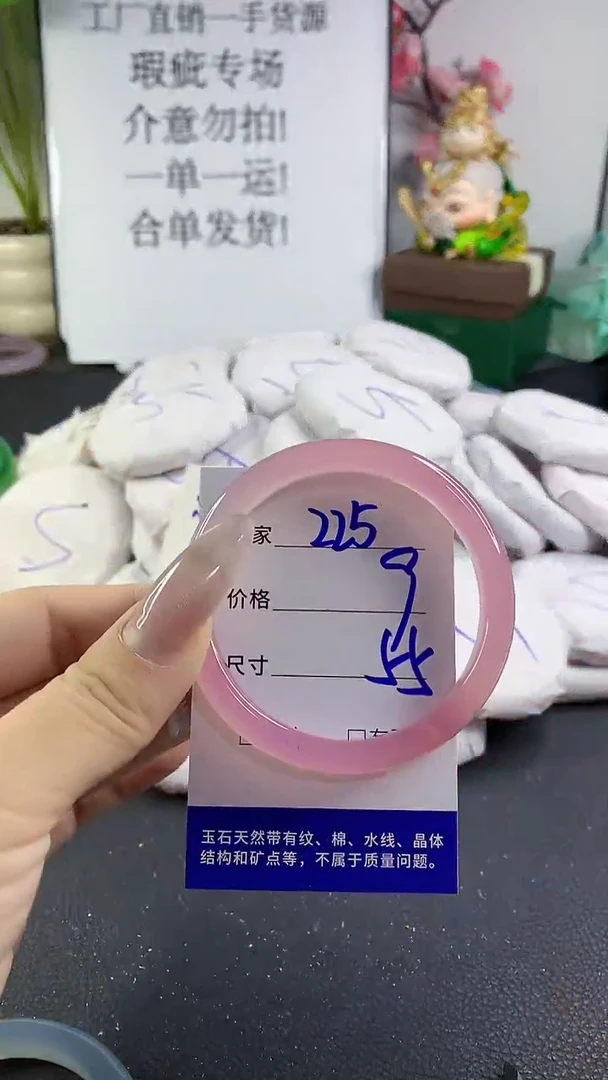 工厂直销一手货源
瑕疵专场
介意勿拍!
一单一运!
合单发货!
家 225
价格 9
尺寸 55
玉石天然带有纹、棉、水线、晶体
结构和矿点等，不属于质量问题。